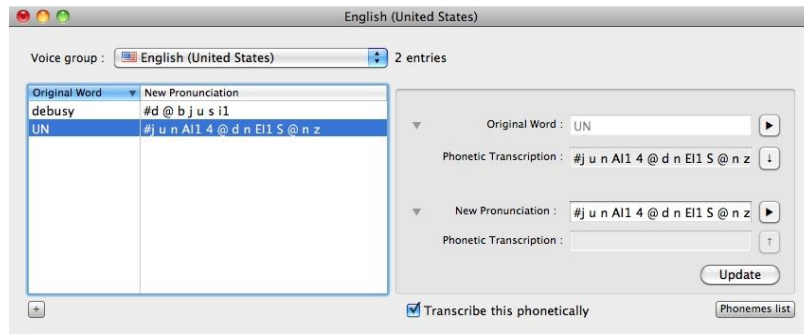 English (United States)
Voice group : English (United States) 2 entries
Original Word New Pronunciation
debusy #d @ b j u s i1
UN #j u n AI1 4 @ d n EI1 S @ n z
Original Word : UN
Phonetic Transcription : #j u n AI1 4 @ d n EI1 S @ n z
New Pronunciation : #j u n AI1 4 @ d n EI1 S @ n z
Phonetic Transcription :
Update
+
Transcribe this phonetically
Phonemes list